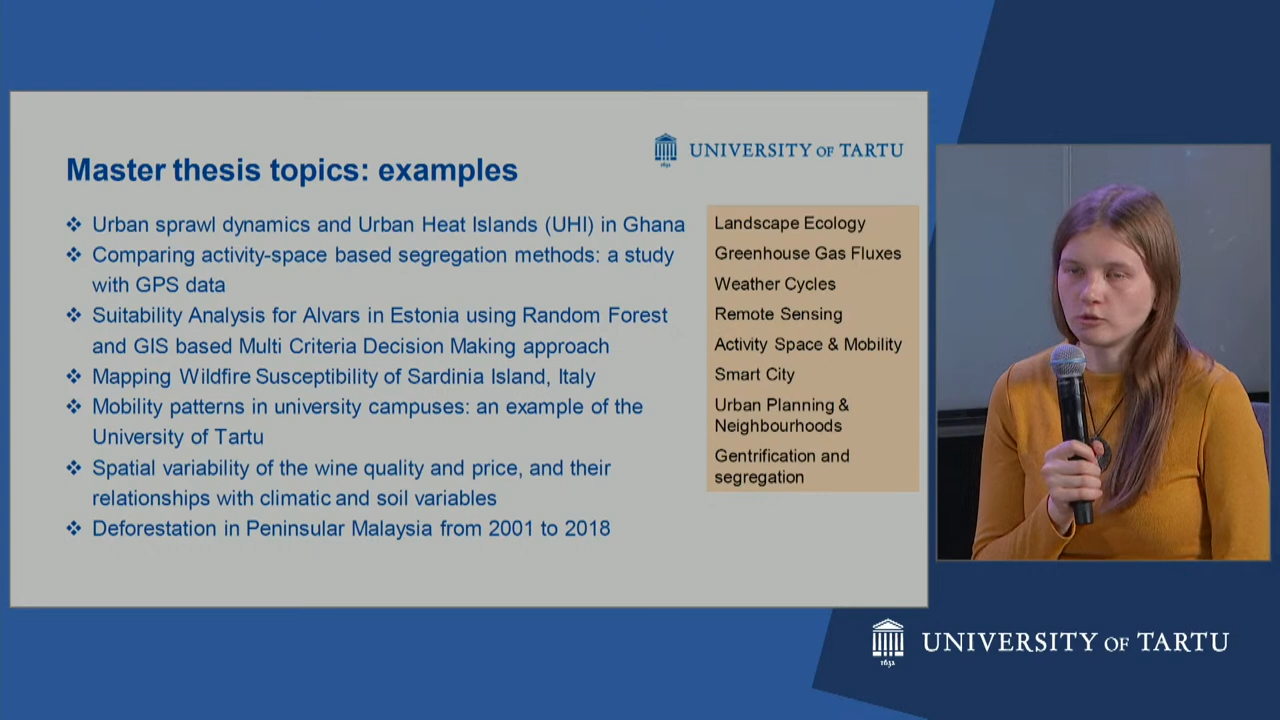 UNIVERSITY OF TARTU
1632
Master thesis topics: examples
❖ Urban sprawl dynamics and Urban Heat Islands (UHI) in Ghana
❖ Comparing activity-space based segregation methods: a study
with GPS data
❖ Suitability Analysis for Alvars in Estonia using Random Forest
and GIS based Multi Criteria Decision Making approach
❖ Mapping Wildfire Susceptibility of Sardinia Island, Italy
❖ Mobility patterns in university campuses: an example of the
University of Tartu
❖ Spatial variability of the wine quality and price, and their
relationships with climatic and soil variables
❖ Deforestation in Peninsular Malaysia from 2001 to 2018
Landscape Ecology
Greenhouse Gas Fluxes
Weather Cycles
Remote Sensing
Activity Space & Mobility
Smart City
Urban Planning &
Neighbourhoods
Gentrification and
segregation
UNIVERSITY OF TARTU
1632